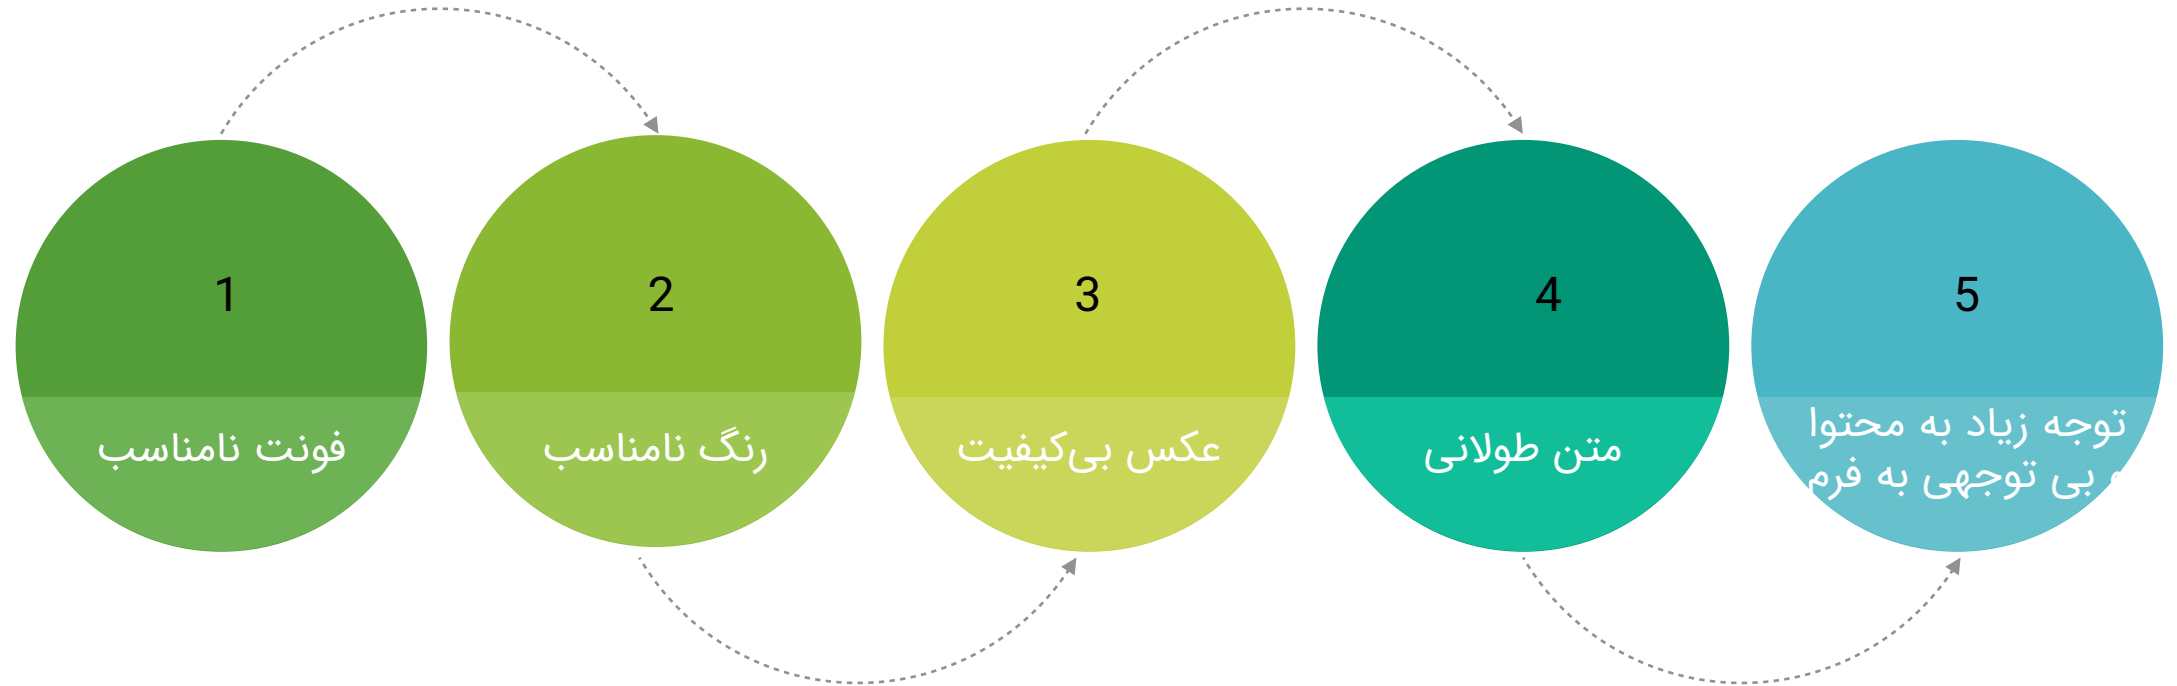 1
فونت نامناسب
2
رنگ نامناسب
3
عکس بی‌کیفیت
4
متن طولانی
5
توجه زیاد به محتوا
و بی توجهی به فرم